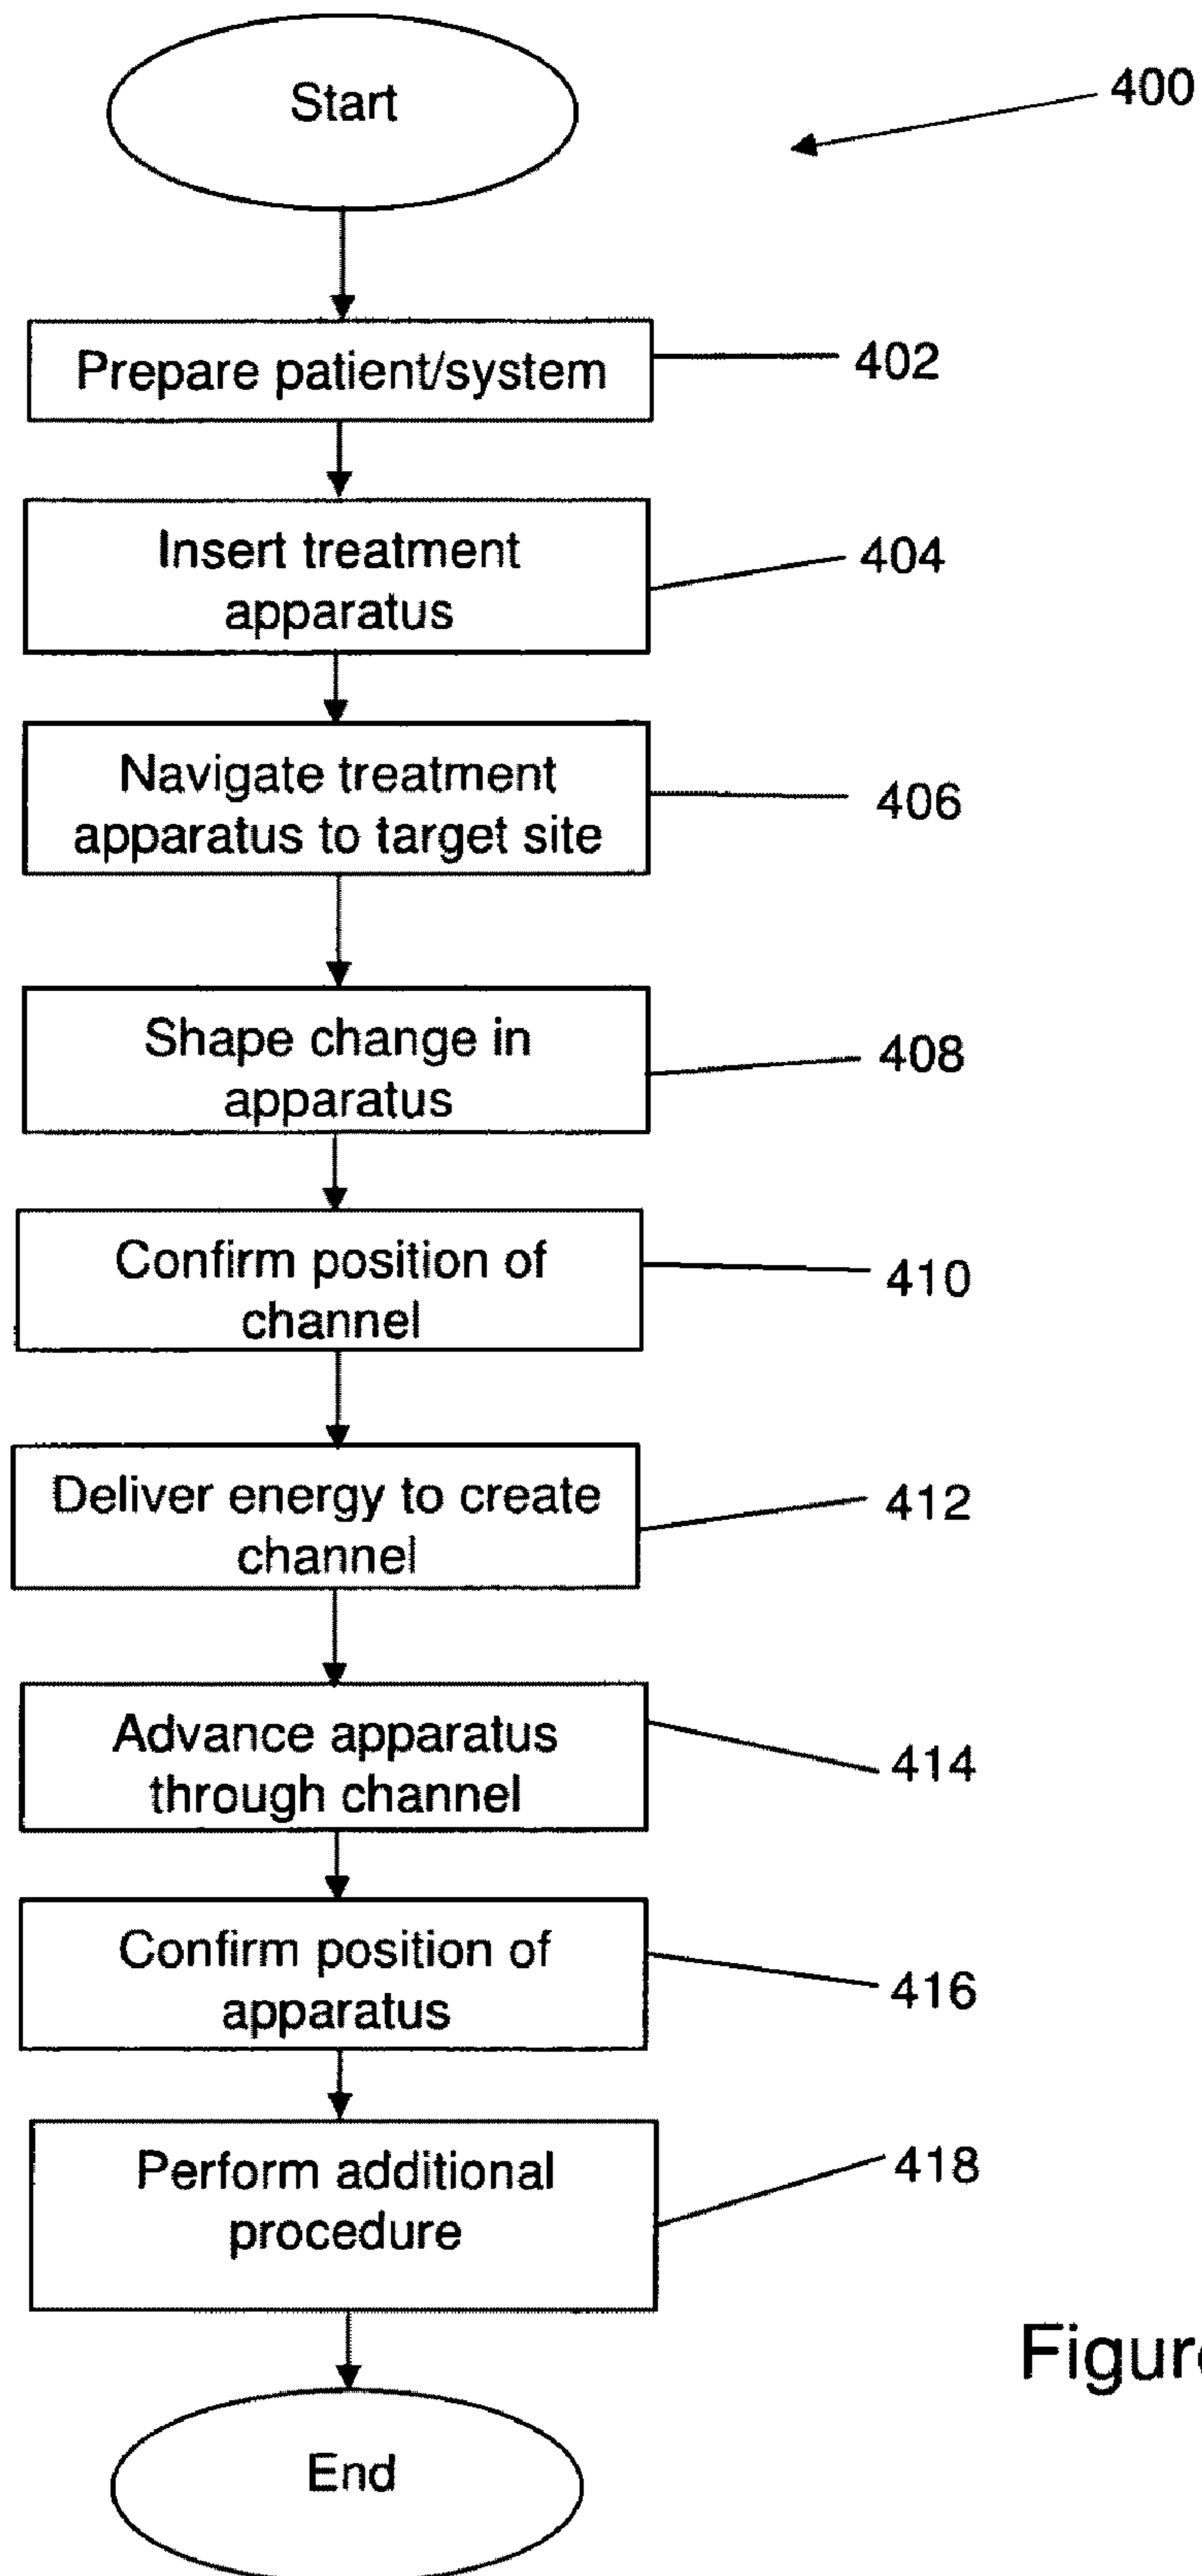 Start
400
Prepare patient/system
402
Insert treatment
apparatus
404
Navigate treatment
apparatus to target site
406
Shape change in
apparatus
408
Confirm position of
channel
410
Deliver energy to create
channel
412
Advance apparatus
through channel
414
Confirm position of
apparatus
416
Perform additional
procedure
418
Figure
End